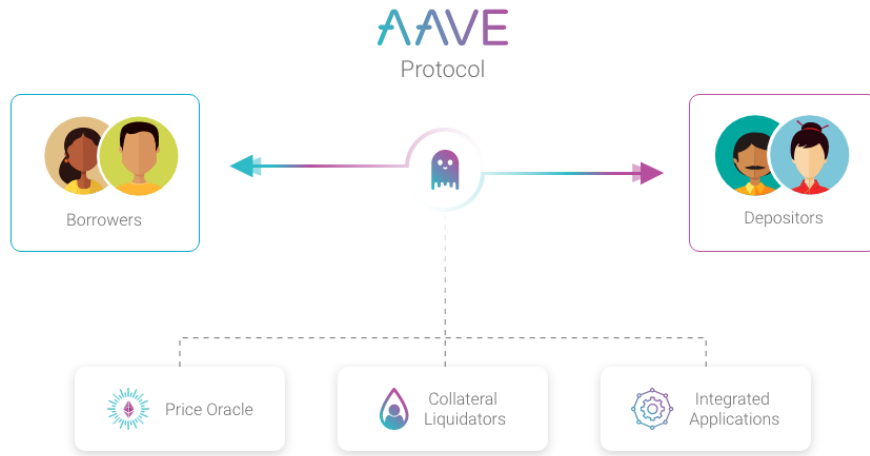 AAVE
Protocol
Borrowers
Depositors
Price Oracle
Collateral
Liquidators
Integrated
Applications